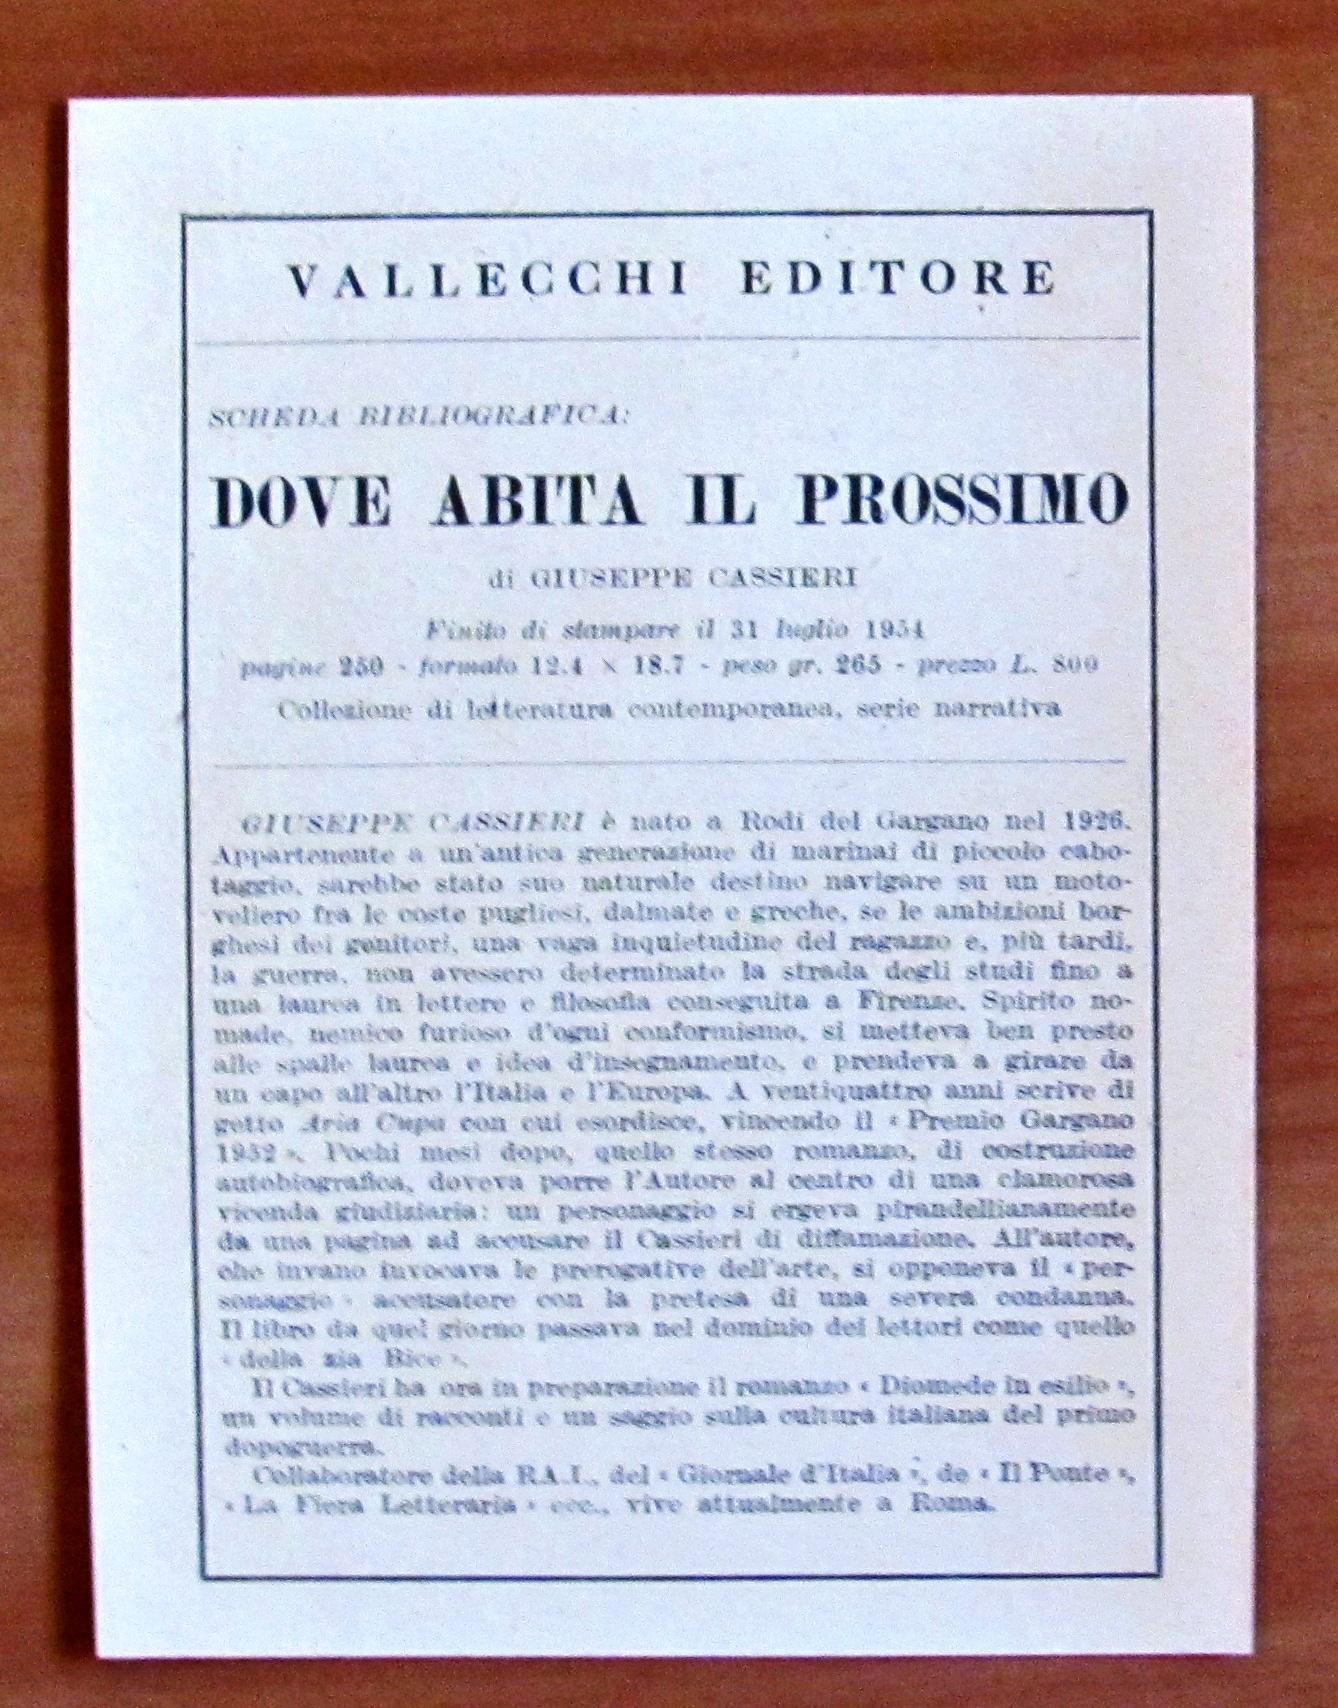 VALLECCHI EDITORE
SCHEDA BIBLIOGRAFICA:
DOVE ABITA IL PROSSIMO
di GIUSEPPE CASSIERI
Finito di stampare il 31 luglio 1954
pagine 250 - formato 12.4 × 18.7 - peso gr. 265 - prezzo L. 800
Collezione di letteratura contemporanea, serie narrativa
GIUSEPPE CASSIERI è nato a Rodi del Gargano nel 1926.
Appartenente a un'antica generazione di marinai di piccolo cabo-
taggio, sarebbe stato suo naturale destino navigare su un moto-
veliero fra le coste pugliesi, dalmate e greche, se le ambizioni bor-
ghesi dei genitori, una vaga inquietudine del ragazzo e, più tardi,
la guerra, non avessero determinato la strada degli studi fino a
una laurea in lettere e filosofia conseguita a Firenze. Spirito no-
made, nemico furioso d'ogni conformismo, si metteva ben presto
alle spalle laurea e idea d'insegnamento, e prendeva a girare da
un capo all'altro l'Italia e l'Europa. A ventiquattro anni scrive di
getto Aria Cupa con cui esordisce, vincendo il « Premio Gargano
1952 ». Pochi mesi dopo, quello stesso romanzo, di costruzione
autobiografica, doveva porre l'Autore al centro di una clamorosa
vicenda giudiziaria: un personaggio si ergeva pirandellianamente
da una pagina ad accusare il Cassieri di diffamazione. All'autore,
che invano invocava le prerogative dell'arte, si opponeva il « per-
sonaggio » accusatore con la pretesa di una severa condanna.
Il libro da quel giorno passava nel dominio dei lettori come quello
« della zia Bice ».
Il Cassieri ha ora in preparazione il romanzo « Diomede in esilio »,
un volume di racconti e un saggio sulla cultura italiana del primo
dopoguerra.
Collaboratore della R.A.I., del « Giornale d'Italia », de « Il Ponte »,
« La Fiera Letteraria » ecc., vive attualmente a Roma.